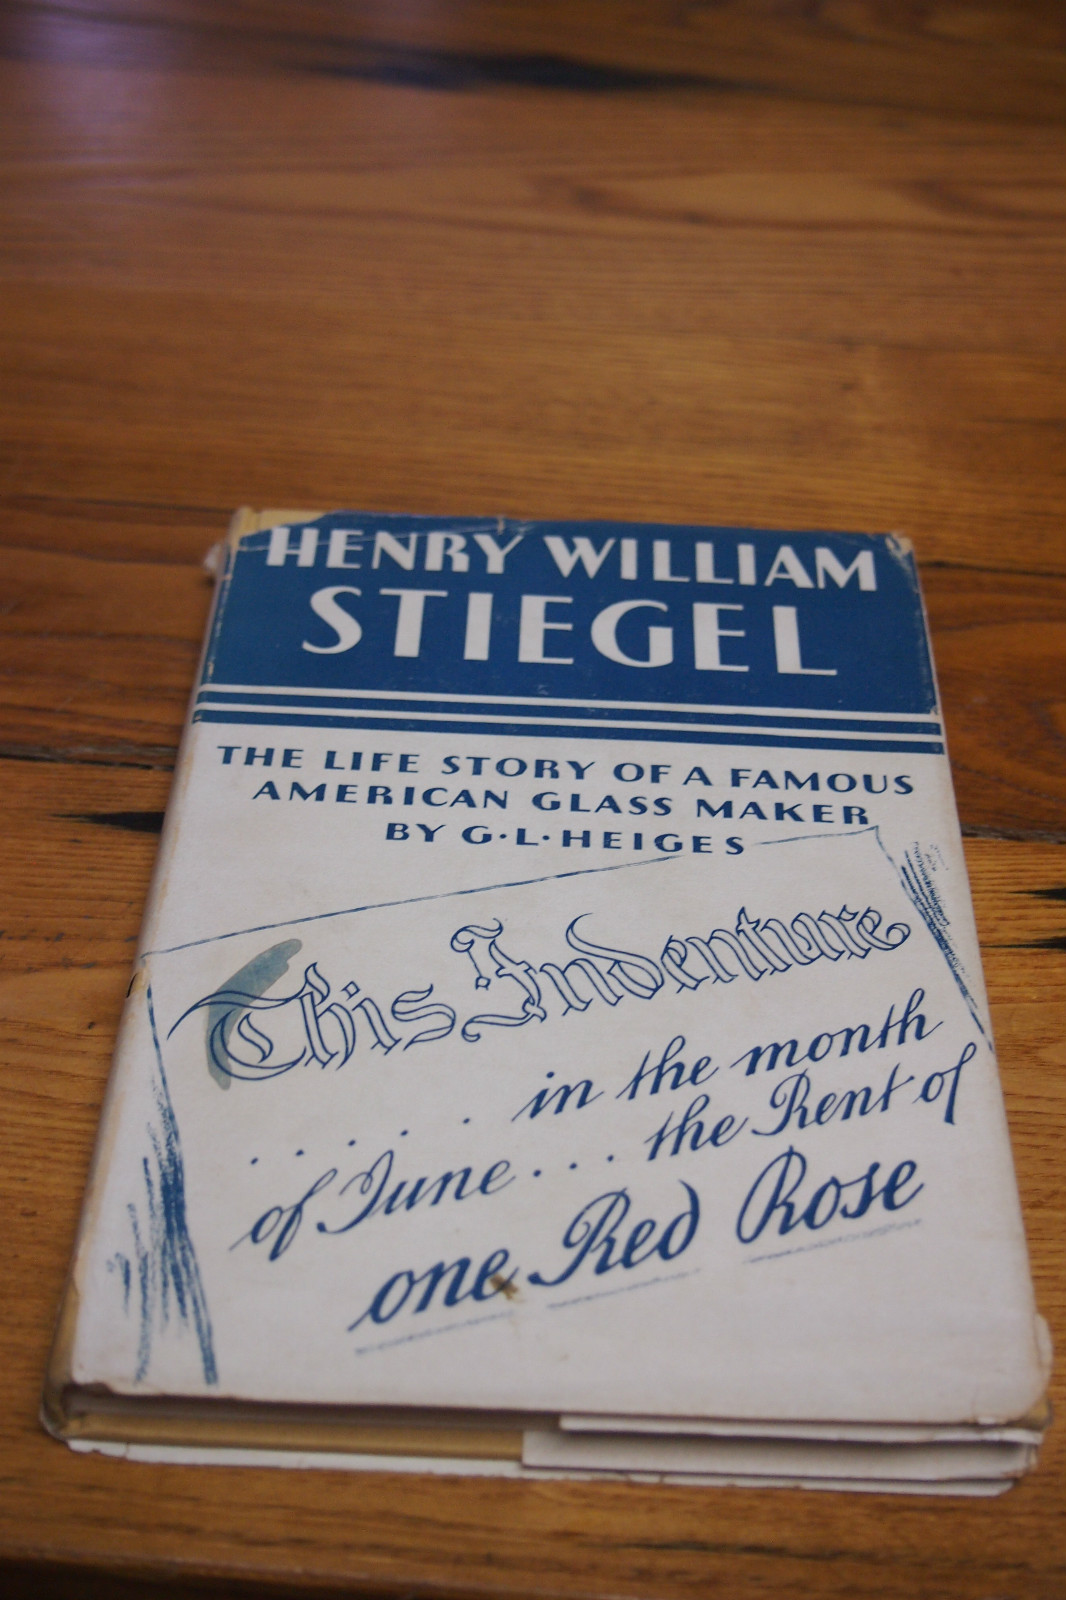 HENRY WILLIAM
STIEGEL
THE LIFE STORY OF A FAMOUS
AMERICAN GLASS MAKER
BY G·L·HEIGES
This Indenture
. . . . . in the month
of June . . . the Rent of
one Red Rose